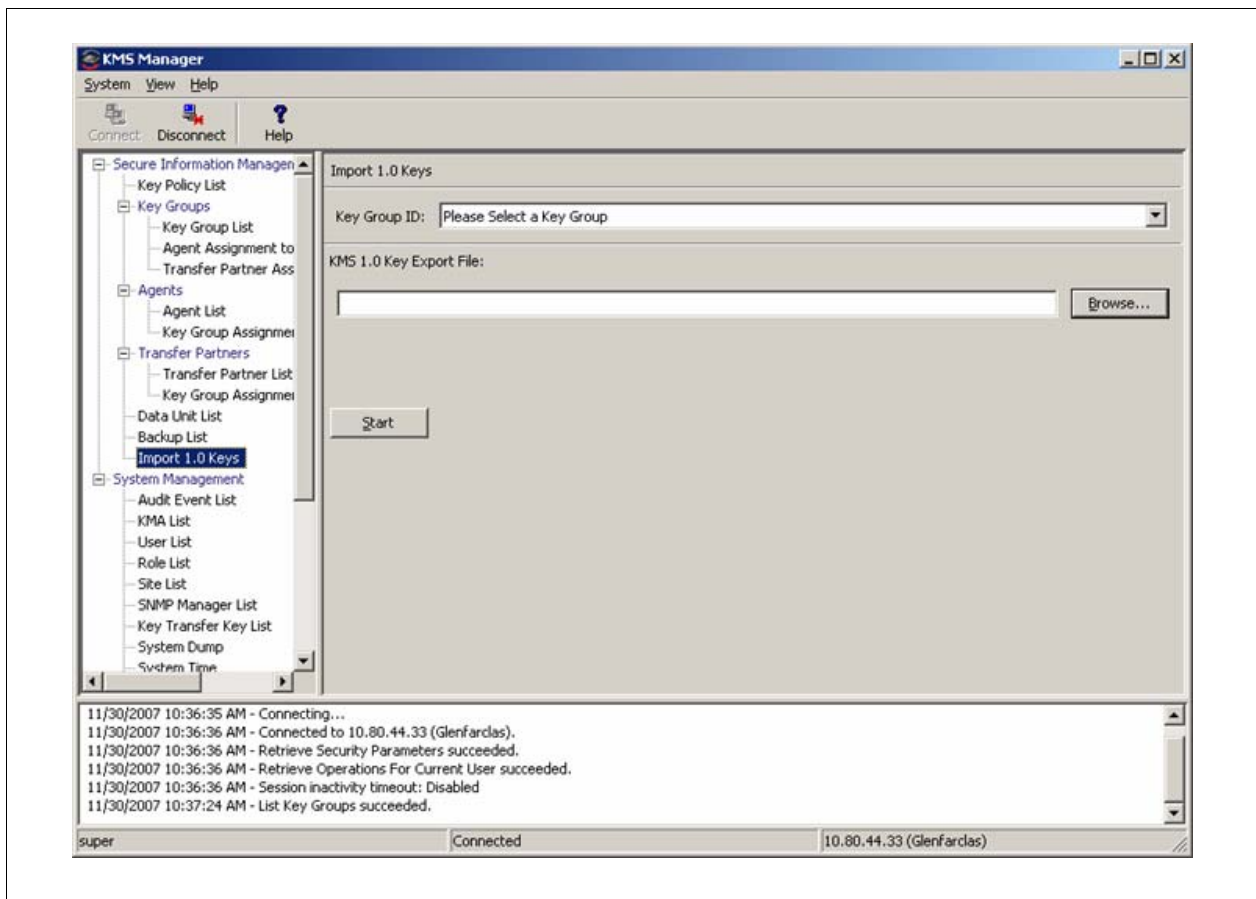 KMS Manager
System View Help
Connect Disconnect Help
Secure Information Managen
Key Policy List
Key Groups
Key Group List
Agent Assignment to
Transfer Partner Ass
Agents
Agent List
Key Group Assignmen
Transfer Partners
Transfer Partner List
Key Group Assignmen
Data Unit List
Backup List
Import 1.0 Keys
System Management
Audit Event List
KMA List
User List
Role List
Site List
SNMP Manager List
Key Transfer Key List
System Dump
System Time
Import 1.0 Keys
Key Group ID: Please Select a Key Group
KMS 1.0 Key Export File:
Browse...
Start
11/30/2007 10:36:35 AM - Connecting...
11/30/2007 10:36:36 AM - Connected to 10.80.44.33 (Glenfarclas).
11/30/2007 10:36:36 AM - Retrieve Security Parameters succeeded.
11/30/2007 10:36:36 AM - Retrieve Operations For Current User succeeded.
11/30/2007 10:36:36 AM - Session inactivity timeout: Disabled
11/30/2007 10:37:24 AM - List Key Groups succeeded.
super Connected 10.80.44.33 (Glenfarclas)